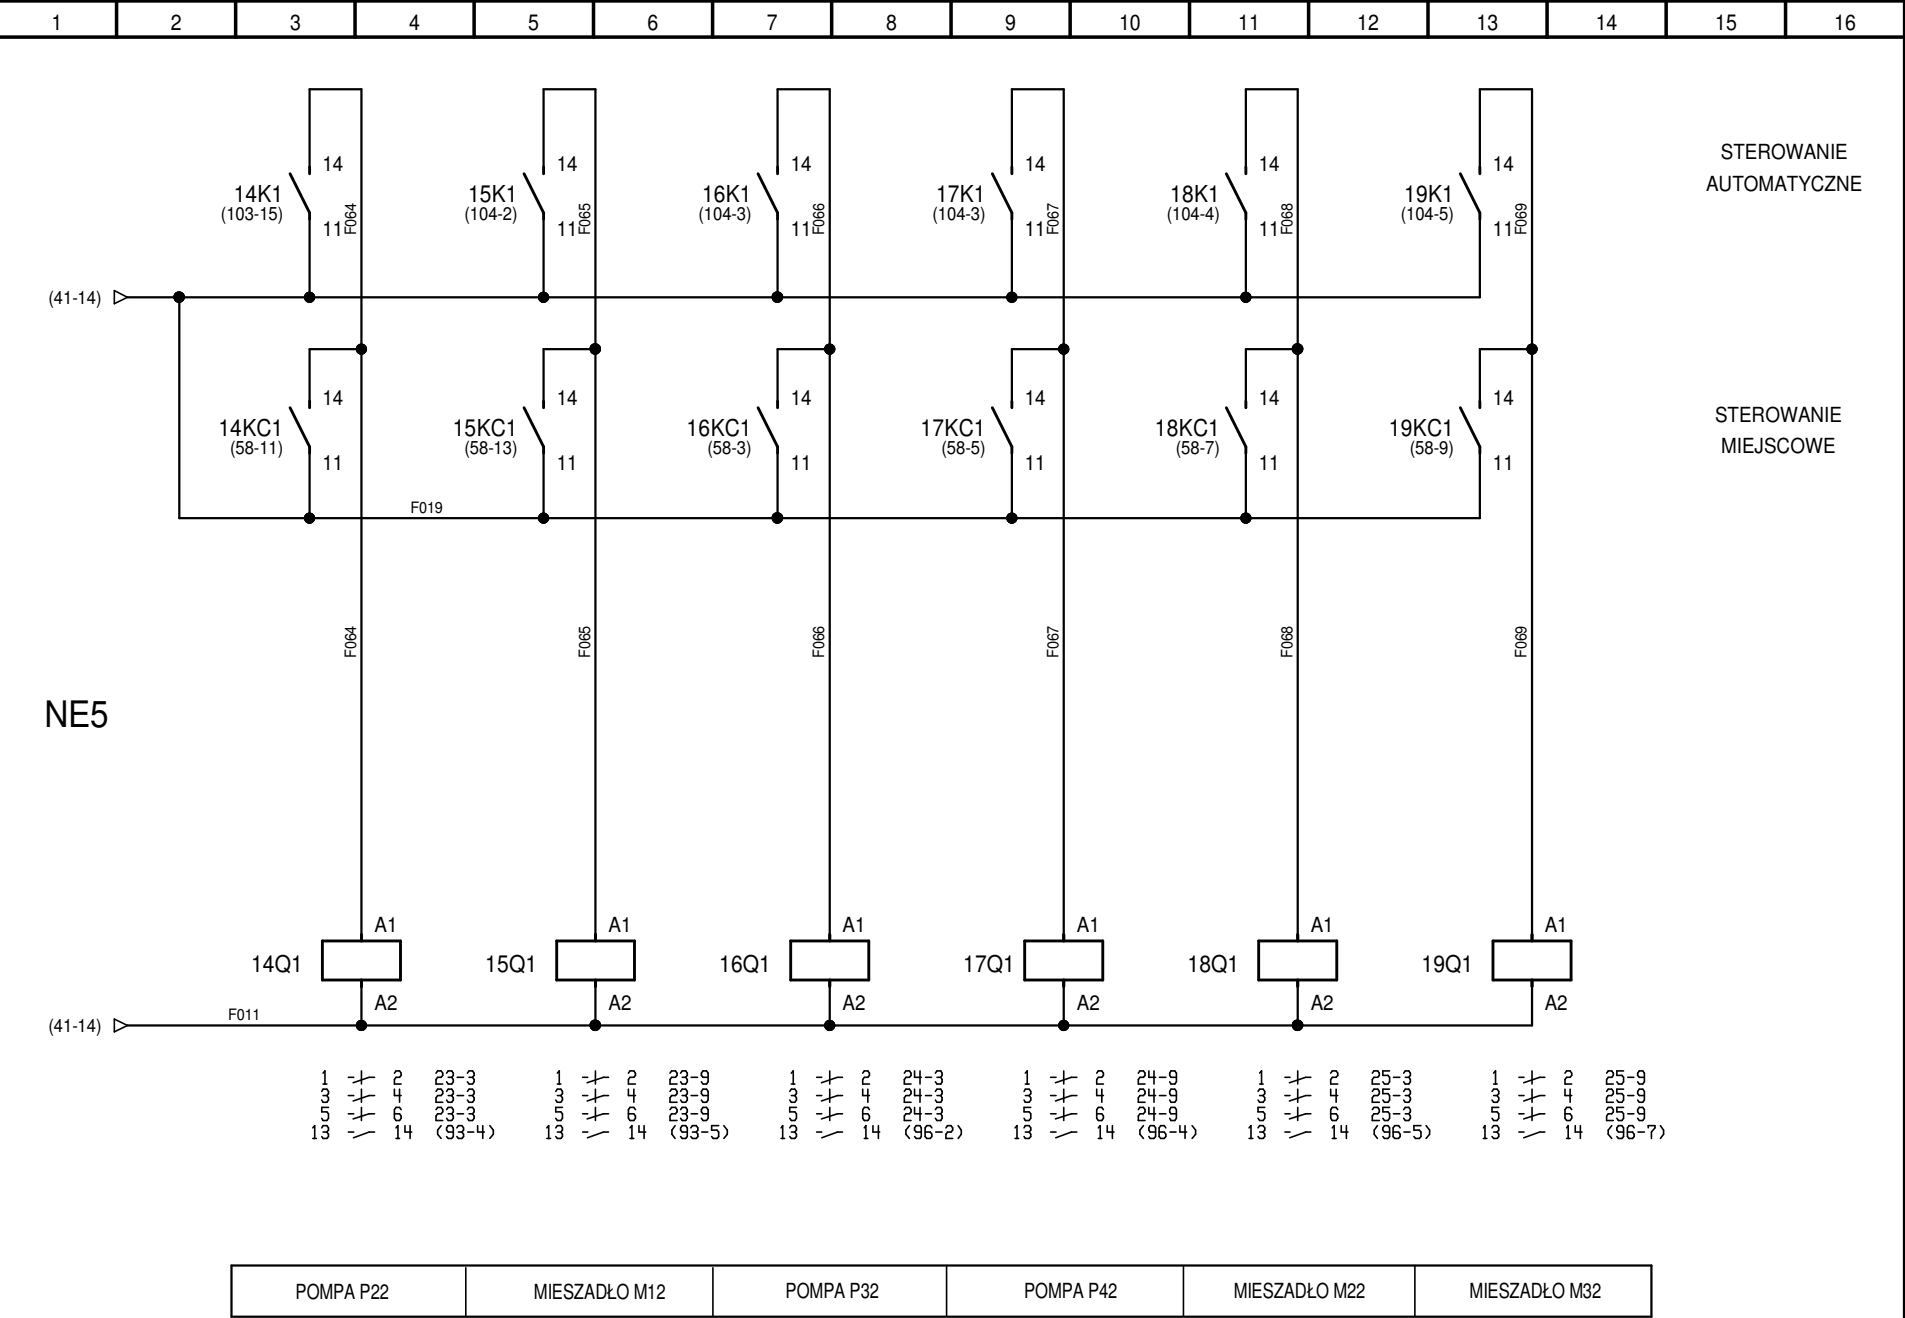 1 2 3 4 5 6 7 8 9 10 11 12 13 14 15 16
14 14 14 14 14 14
STEROWANIE
AUTOMATYCZNE
14K1 15K1 16K1 17K1 18K1 19K1
(103-15) (104-2) (104-3) (104-3) (104-4) (104-5)
11 F064 11 F065 11 F066 11 F067 11 F068 11 F069
(41-14)
14 14 14 14 14 14
STEROWANIE
MIEJSCOWE
14KC1 15KC1 16KC1 17KC1 18KC1 19KC1
(58-11) (58-13) (58-3) (58-5) (58-7) (58-9)
11 11 11 11 11 11
F019
F064 F065 F066 F067 F068 F069
NE5
A1 A1 A1 A1 A1 A1
14Q1 15Q1 16Q1 17Q1 18Q1 19Q1
A2 A2 A2 A2 A2 A2
(41-14) F011
1 2 23-3 1 2 23-9 1 2 24-3 1 2 24-9 1 2 25-3 1 2 25-9
3 4 23-3 3 4 23-9 3 4 24-3 3 4 24-9 3 4 25-3 3 4 25-9
5 6 23-3 5 6 23-9 5 6 24-3 5 6 24-9 5 6 25-3 5 6 25-9
13 14 (93-4) 13 14 (93-5) 13 14 (96-2) 13 14 (96-4) 13 14 (96-5) 13 14 (96-7)
POMPA P22 MIESZADŁO M12 POMPA P32 POMPA P42 MIESZADŁO M22 MIESZADŁO M32